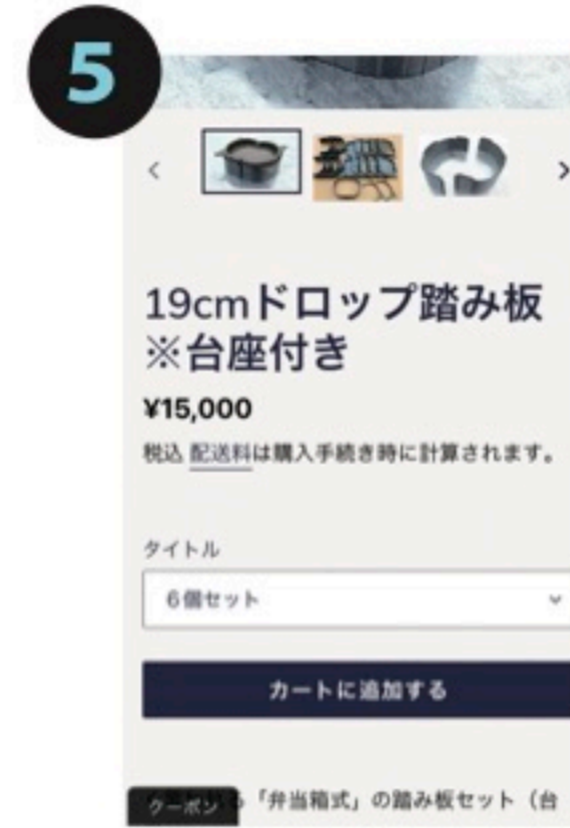 5
19cmドロップ踏み板
※台座付き
¥15,000
税込 配送料は購入手続き時に計算されます。
タイトル
6個セット
カートに追加する
クーポン
「弁当箱式」の踏み板セット（台